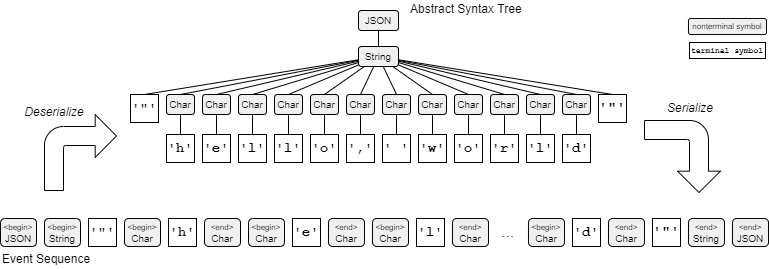 Abstract Syntax Tree
JSON
nonterminal symbol
terminal symbol
String
'"' Char Char Char Char Char Char Char Char Char Char Char Char '"'
Deserialize
Serialize
'h' 'e' 'l' 'l' 'o' ',' ' ' 'w' 'o' 'r' 'l' 'd'
<begin> <begin> <begin> <end> <begin> <end> <begin> <end> <begin> <end> <end> <end>
JSON String '"' Char 'h' Char Char 'e' Char Char 'l' Char ... Char 'd' Char '"' String JSON
Event Sequence